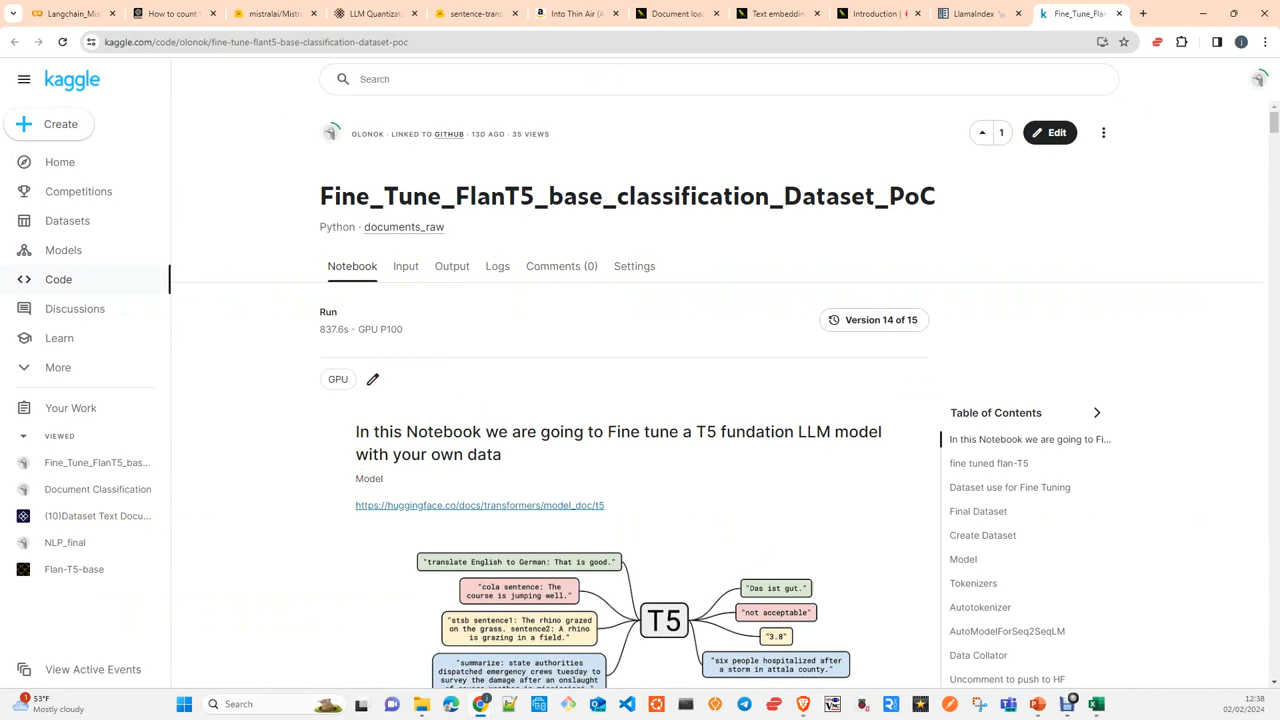 Langchain_Mis
How to count
mistralai/Mistr
LLM Quantizat
sentence-trans
Into Thin Air (A
Document loa
Text embeddin
Introduction |
LlamaIndex
Fine_Tune_Fla
kaggle.com/code/olonok/fine-tune-flant5-base-classification-dataset-poc
kaggle
Search
Create
OLONOK · LINKED TO GITHUB · 13D AGO · 35 VIEWS
1
Edit
Home
Competitions
Fine_Tune_FlanT5_base_classification_Dataset_PoC
Datasets
Python · documents_raw
Models
Notebook
Input
Output
Logs
Comments (0)
Settings
Code
Discussions
Run
837.6s - GPU P100
Version 14 of 15
Learn
More
GPU
Your Work
VIEWED
Fine_Tune_FlanT5_bas...
Document Classification
(10)Dataset Text Docu...
NLP_final
Flan-T5-base
View Active Events
In this Notebook we are going to Fine tune a T5 fundation LLM model
with your own data
Model
https://huggingface.co/docs/transformers/model_doc/t5
"translate English to German: That is good."
"cola sentence: The
course is jumping well."
"stsb sentence1: The rhino grazed
on the grass. sentence2: A rhino
is grazing in a field."
"summarize: state authorities
dispatched emergency crews tuesday to
survey the damage after an onslaught
T5
"Das ist gut."
"not acceptable"
"3.8"
"six people hospitalized after
a storm in attala county."
Table of Contents
In this Notebook we are going to Fi...
fine tuned flan-T5
Dataset use for Fine Tuning
Final Dataset
Create Dataset
Model
Tokenizers
Autotokenizer
AutoModelForSeq2SeqLM
Data Collator
Uncomment to push to HF
1
53°F
Mostly cloudy
Search
12:38
02/02/2024